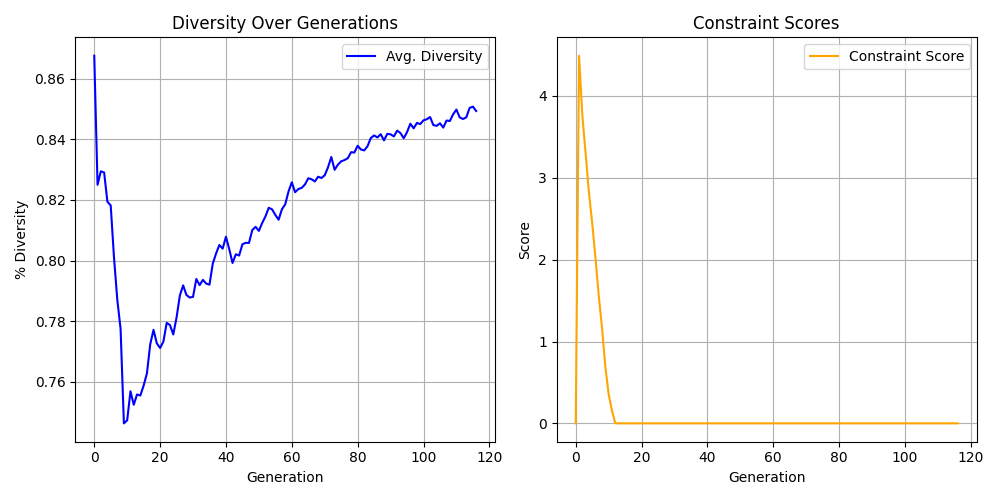 Diversity Over Generations
Avg. Diversity
% Diversity
0.86
0.84
0.82
0.80
0.78
0.76
0 20 40 60 80 100 120
Generation
Constraint Scores
Constraint Score
Score
4
3
2
1
0
0 20 40 60 80 100 120
Generation